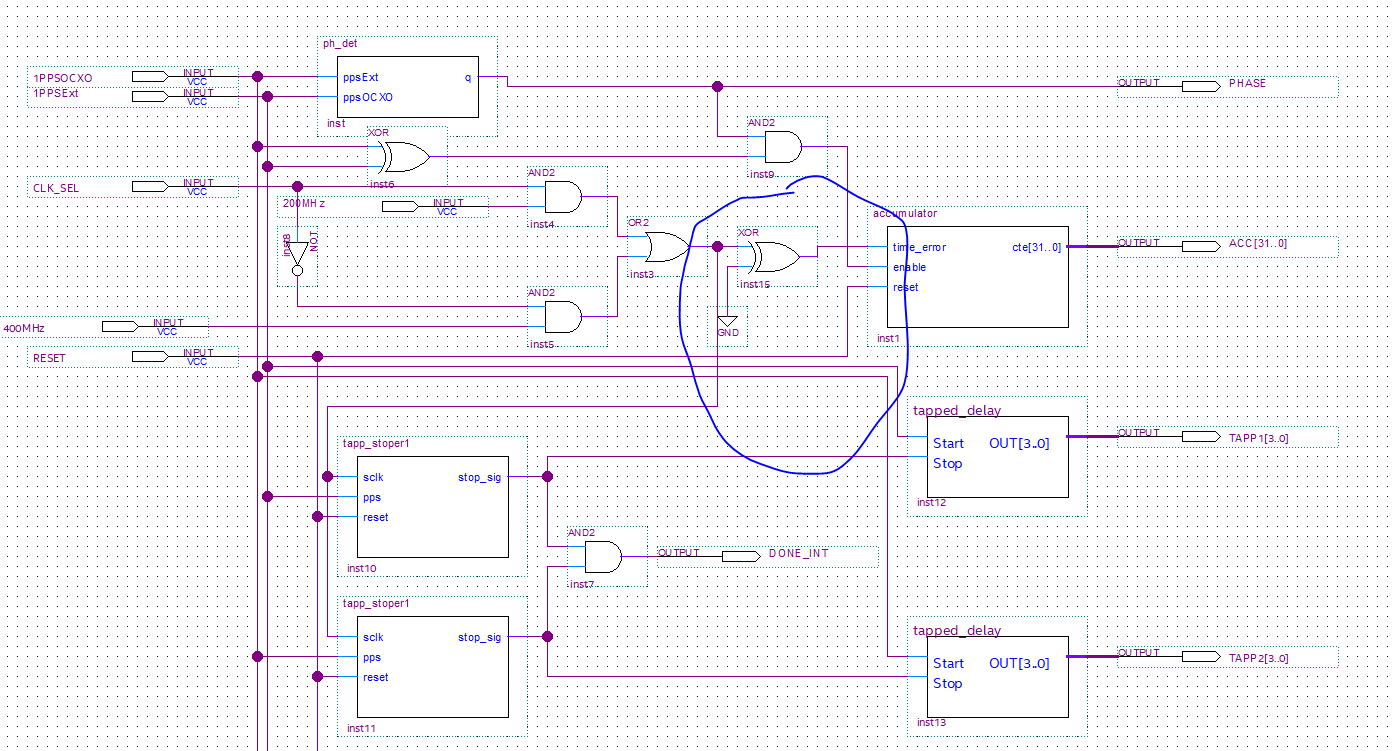 ph_det
1PPSOCXO INPUT VCC
ppsExt q
OUTPUT PHASE
1PPSExt INPUT VCC
ppsOCXO
inst
XOR
inst6
AND2
inst9
CLK_SEL INPUT VCC
AND2
inst4
200MHz INPUT VCC
NOT
inst8
OR2
inst3
XOR
inst15
GND
accumulator
time_error cte[31..0]
enable
reset
inst1
OUTPUT ACC[31..0]
AND2
inst5
400MHz INPUT VCC
RESET INPUT VCC
tapped_delay
Start OUT[3..0]
Stop
inst12
OUTPUT TAPP1[3..0]
tapp_stoper1
sclk stop_sig
pps
reset
inst10
AND2
inst7
OUTPUT DONE_INT
tapp_stoper1
sclk stop_sig
pps
reset
inst11
tapped_delay
Start OUT[3..0]
Stop
inst13
OUTPUT TAPP2[3..0]